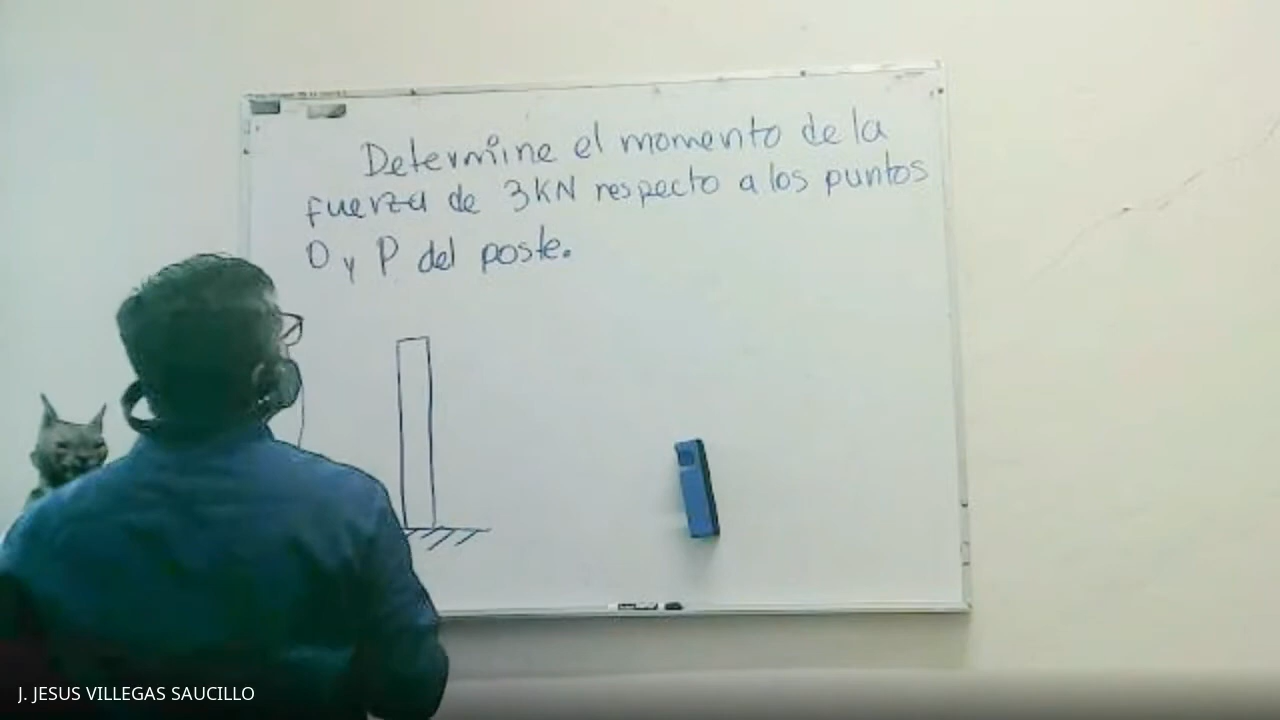 Determine el momento de la
fuerza de 3KN respecto a los puntos
O y P del poste.
J. JESUS VILLEGAS SAUCILLO